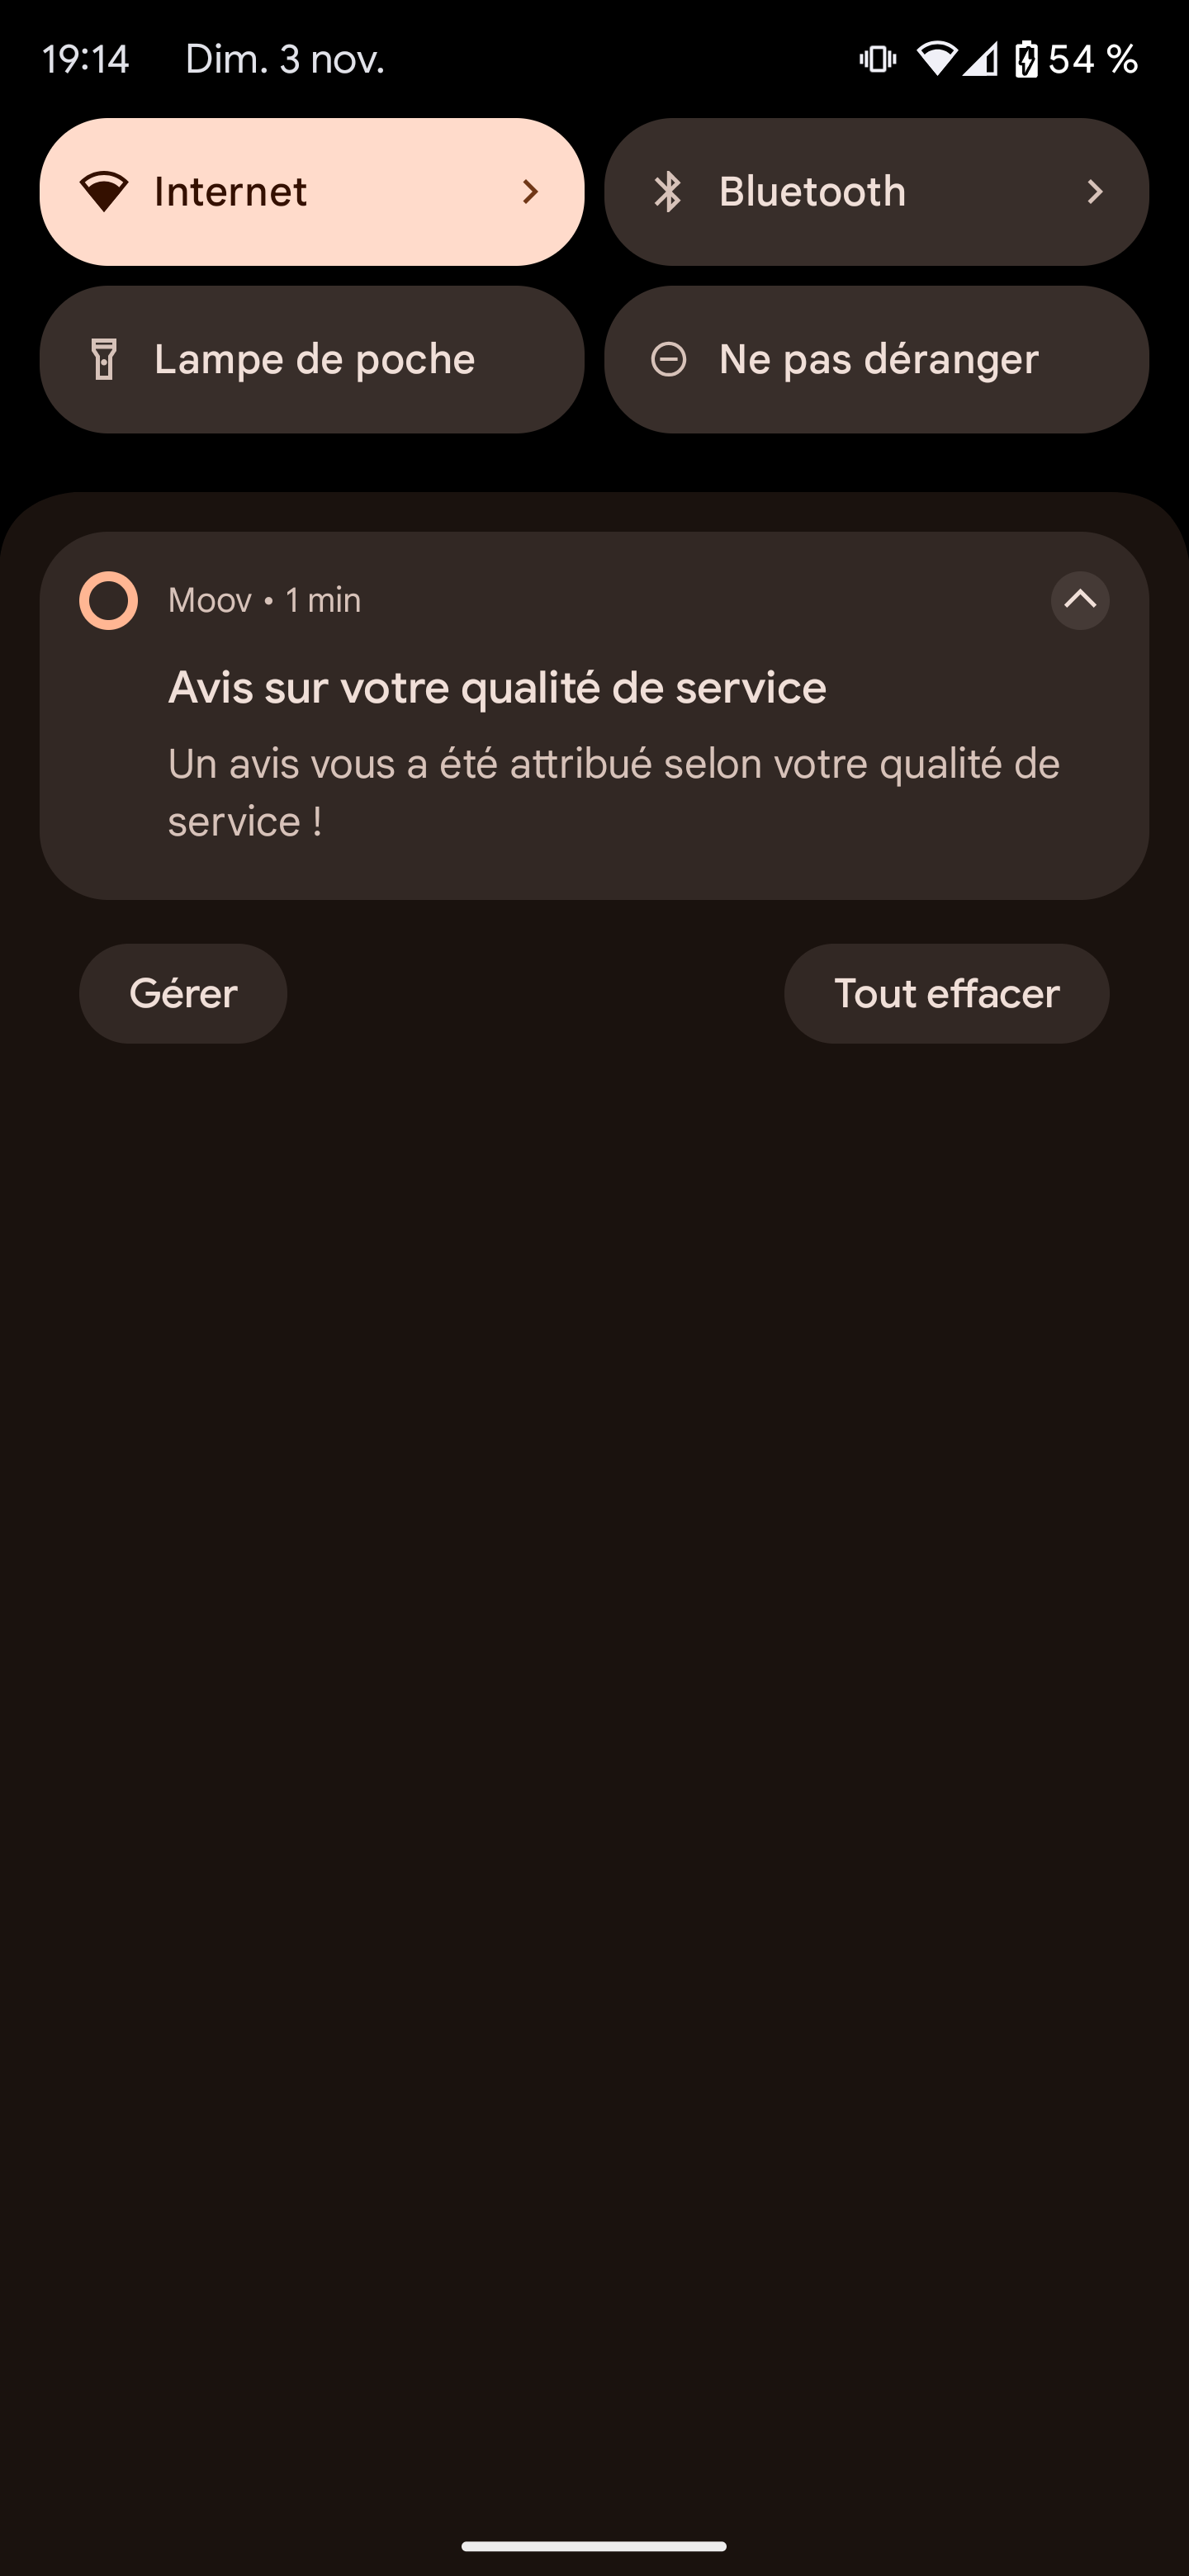 19:14 Dim. 3 nov. 54 %
Internet Bluetooth
Lampe de poche Ne pas déranger
Moov • 1 min
Avis sur votre qualité de service
Un avis vous a été attribué selon votre qualité de
service !
Gérer Tout effacer